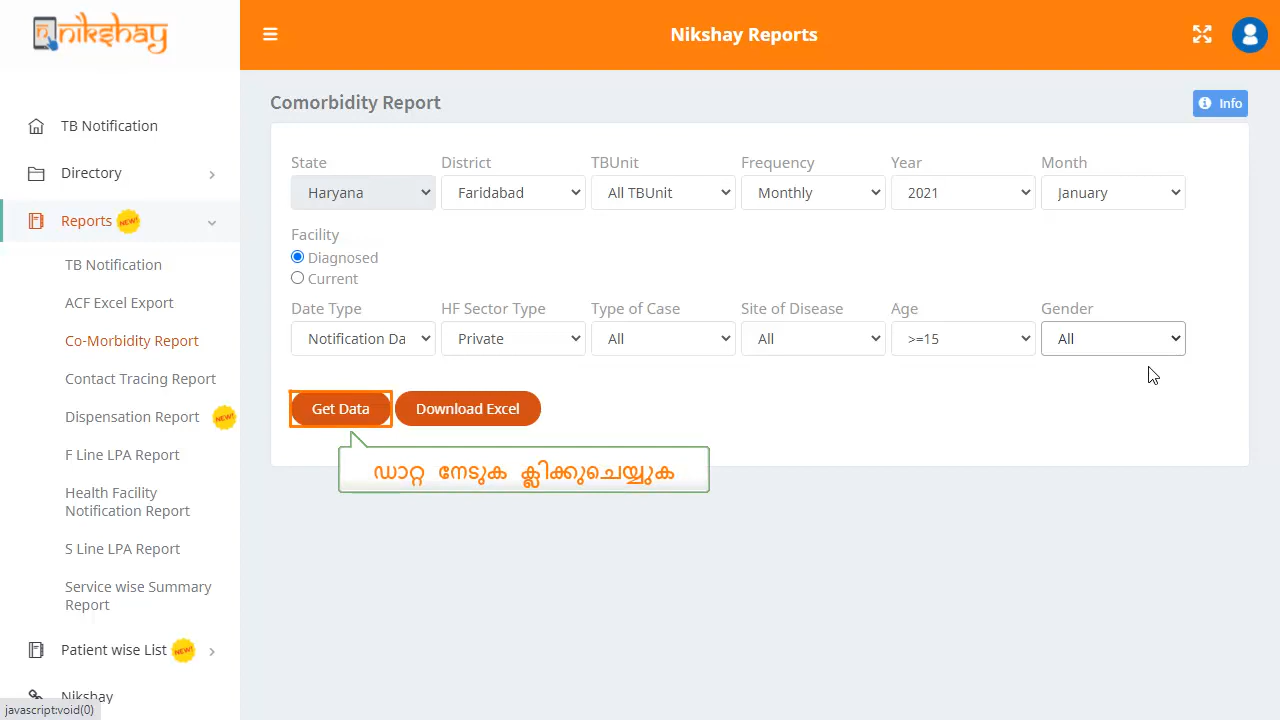 nikshay
Nikshay Reports
TB Notification
Directory
Reports NEW!
TB Notification
ACF Excel Export
Co-Morbidity Report
Contact Tracing Report
Dispensation Report NEW!
F Line LPA Report
Health Facility
Notification Report
S Line LPA Report
Service wise Summary
Report
Patient wise List NEW!
Nikshay
javascript:void(0)
Comorbidity Report
Info
State District TBUnit Frequency Year Month
Haryana Faridabad All TBUnit Monthly 2021 January
Facility
Diagnosed
Current
Date Type HF Sector Type Type of Case Site of Disease Age Gender
Notification Da Private All All >=15 All
Get Data Download Excel
ഡാറ്റ നേടുക ക്ലിക്കുചെയ്യുക